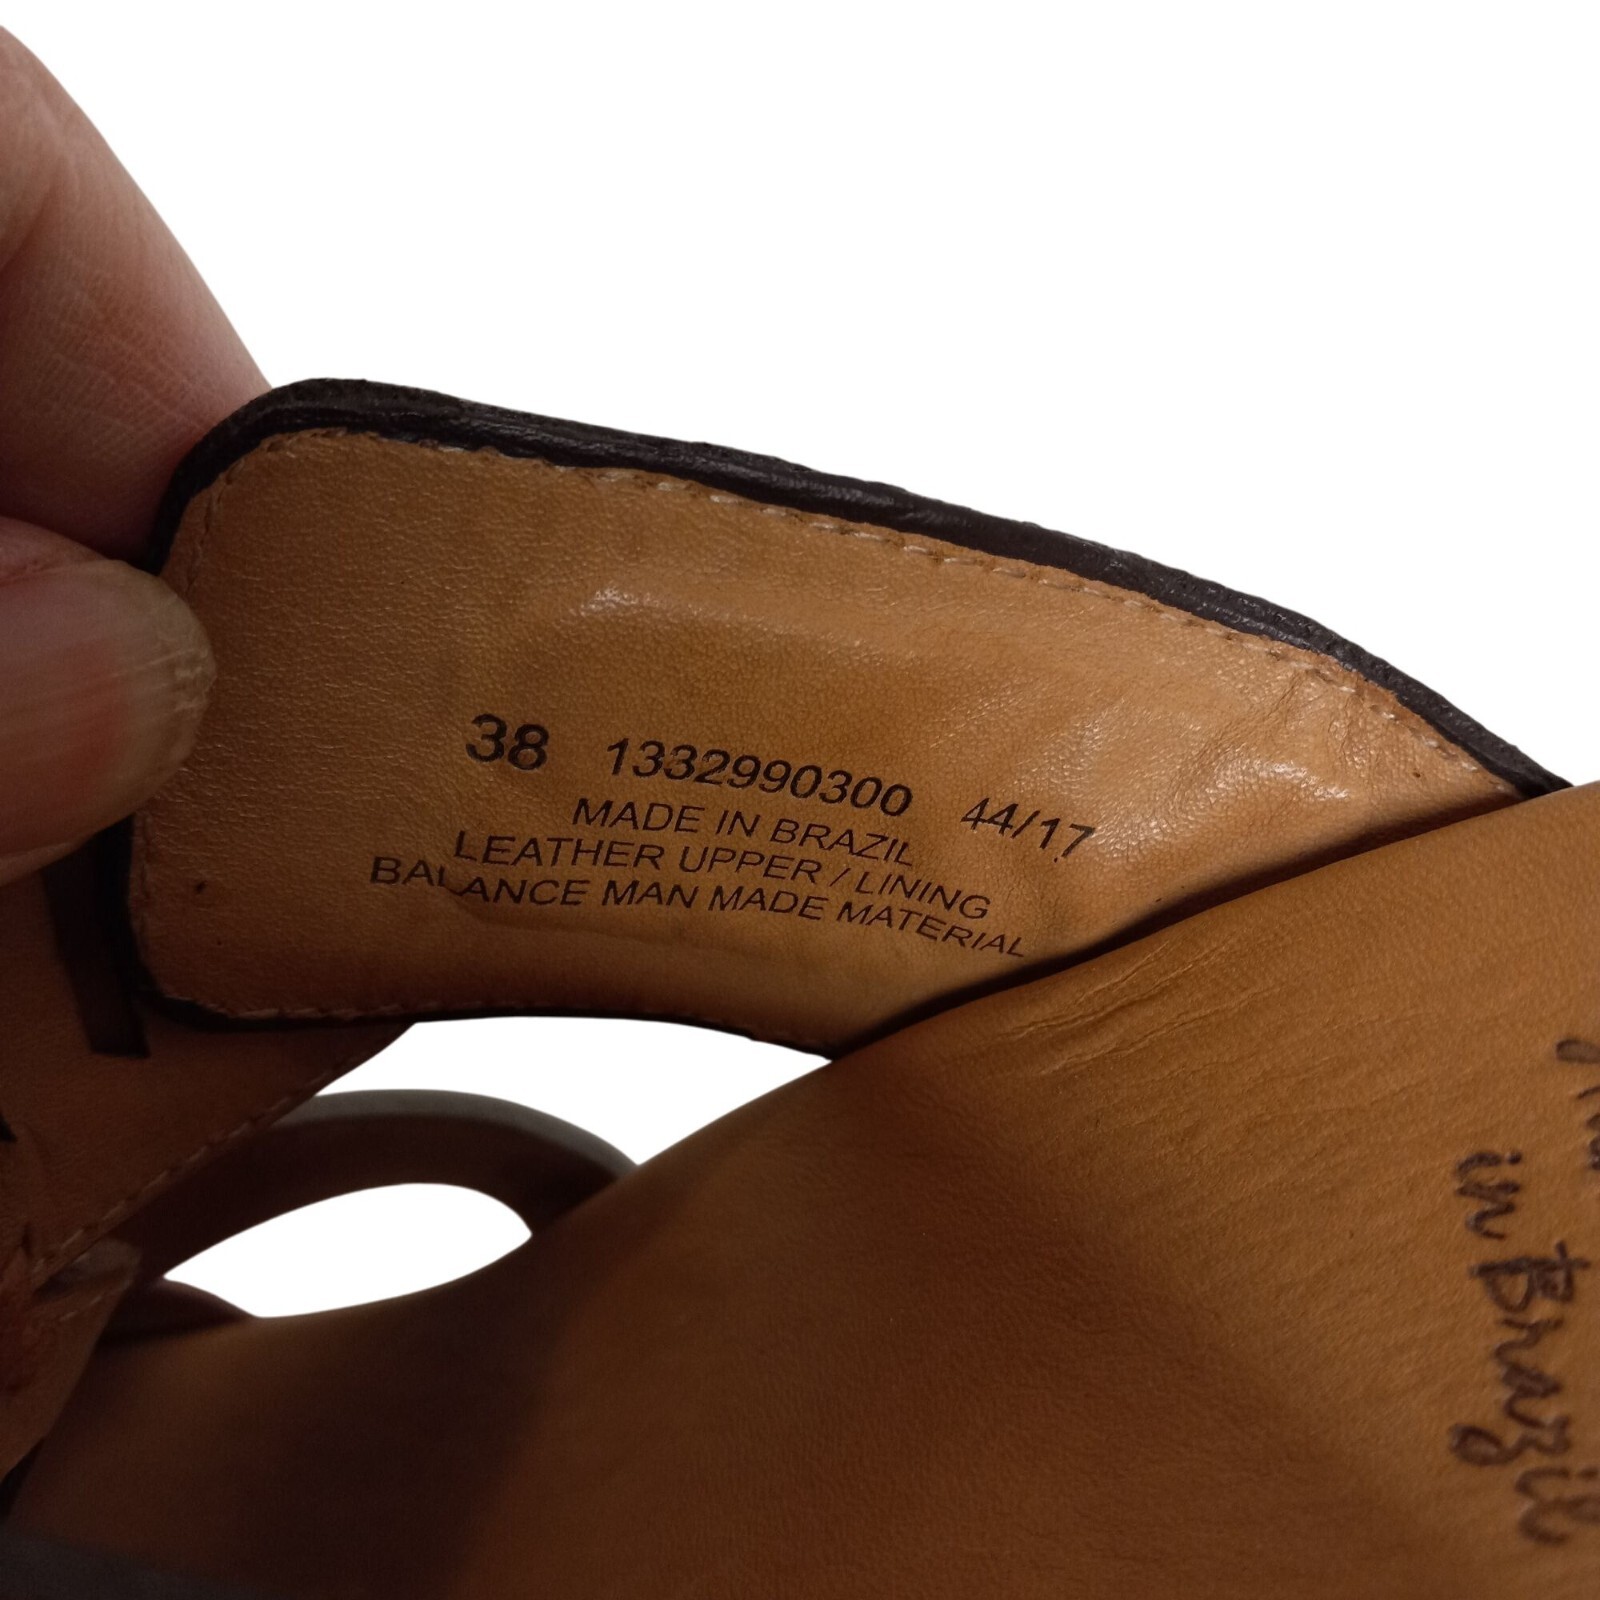 38 1332990300 44/17
MADE IN BRAZIL
LEATHER UPPER / LINING
BALANCE MAN MADE MATERIAL
in Brazil